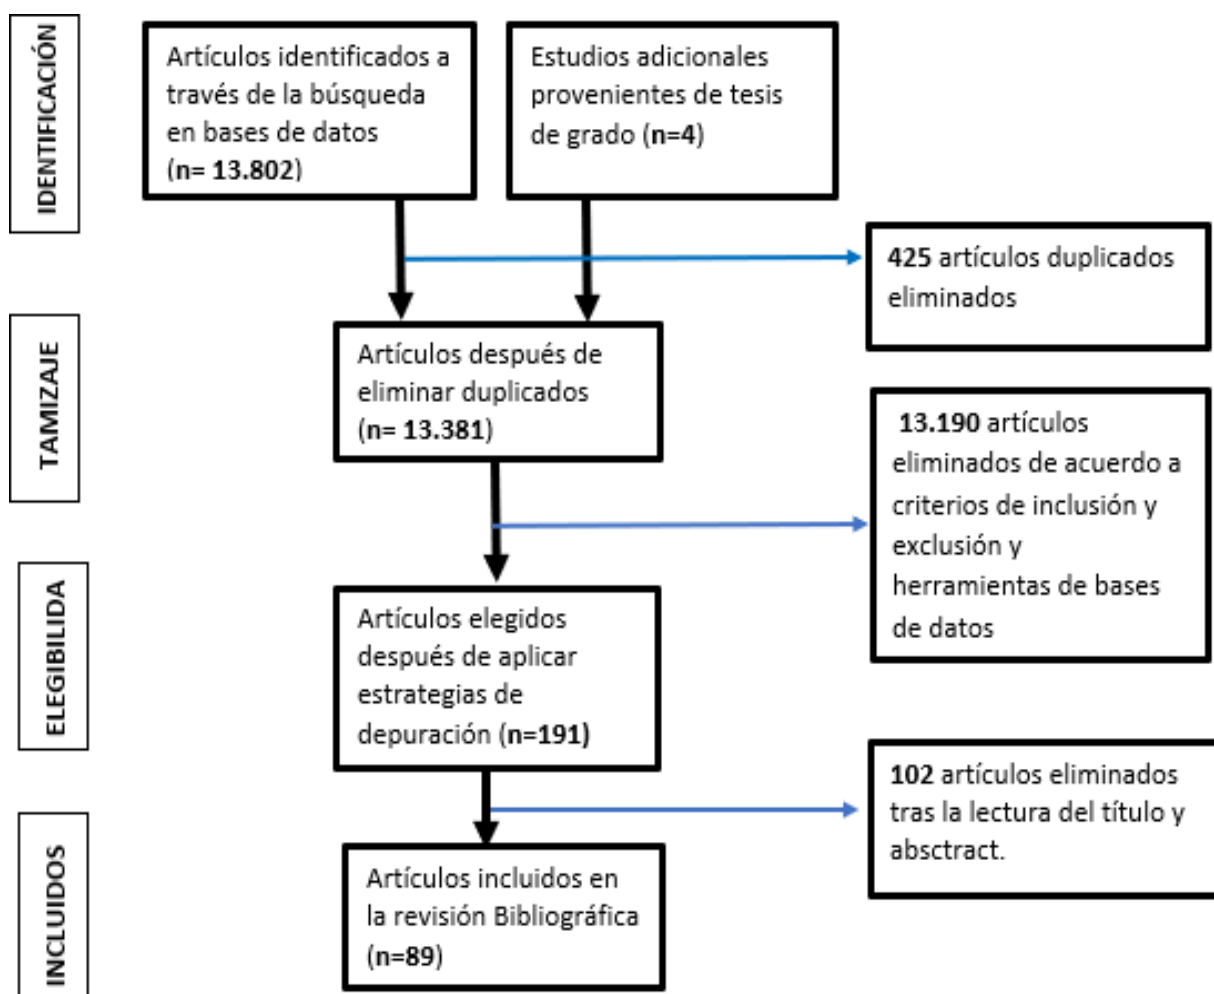 IDENTIFICACIÓN
Artículos identificados a
través de la búsqueda
en bases de datos
(n= 13.802)
Estudios adicionales
provenientes de tesis
de grado (n=4)
425 artículos duplicados
eliminados
TAMIZAJE
Artículos después de
eliminar duplicados
(n= 13.381)
13.190 artículos
eliminados de acuerdo a
criterios de inclusión y
exclusión y
herramientas de bases
de datos
ELEGIBILIDA
Artículos elegidos
después de aplicar
estrategias de
depuración (n=191)
102 artículos eliminados
tras la lectura del título y
absctract.
INCLUIDOS
Artículos incluidos en
la revisión Bibliográfica
(n=89)